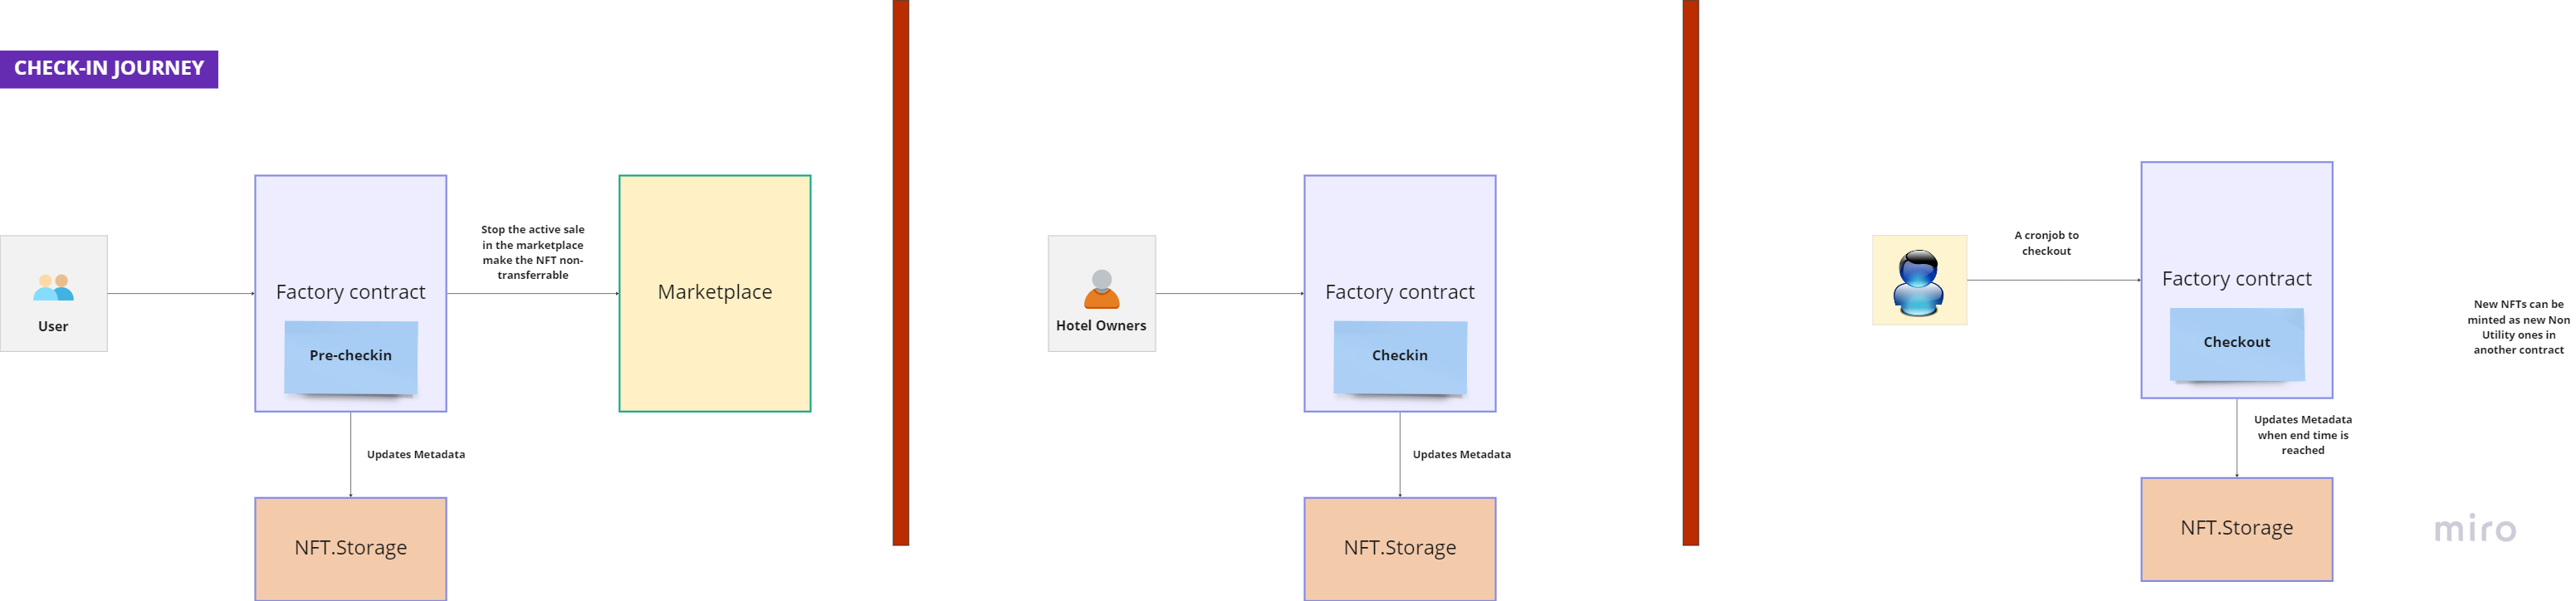 CHECK-IN JOURNEY
User
Factory contract
Pre-checkin
Stop the active sale
in the marketplace
make the NFT non-
transferrable
Marketplace
Updates Metadata
NFT.Storage
Hotel Owners
Factory contract
Checkin
Updates Metadata
NFT.Storage
A cronjob to
checkout
Factory contract
Checkout
Updates Metadata
when end time is
reached
NFT.Storage
New NFTs can be
minted as new Non
Utility ones in
another contract
miro